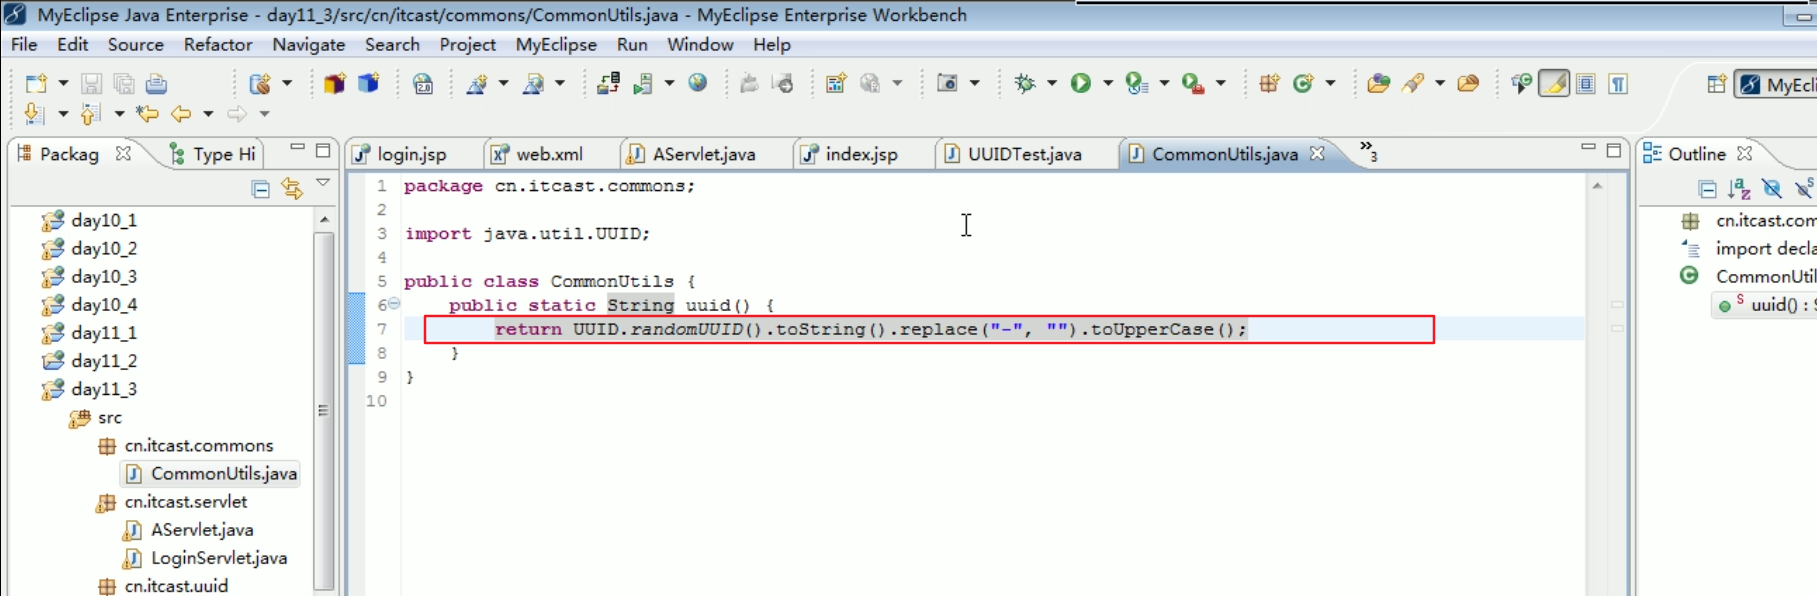 MyEclipse Java Enterprise - day11_3/src/cn/itcast/commons/CommonUtils.java - MyEclipse Enterprise Workbench
File Edit Source Refactor Navigate Search Project MyEclipse Run Window Help
MyEcli
Packag Type Hi
login.jsp web.xml AServlet.java index.jsp UUIDTest.java CommonUtils.java »3
Outline
day10_1
day10_2
day10_3
day10_4
day11_1
day11_2
day11_3
src
cn.itcast.commons
CommonUtils.java
cn.itcast.servlet
AServlet.java
LoginServlet.java
cn.itcast.uuid
1 package cn.itcast.commons;
2
3 import java.util.UUID;
4
5 public class CommonUtils {
6 public static String uuid() {
7 return UUID.randomUUID().toString().replace("-", "").toUpperCase();
8 }
9 }
10
cn.itcast.com
import decla
CommonUtil
uuid() : S